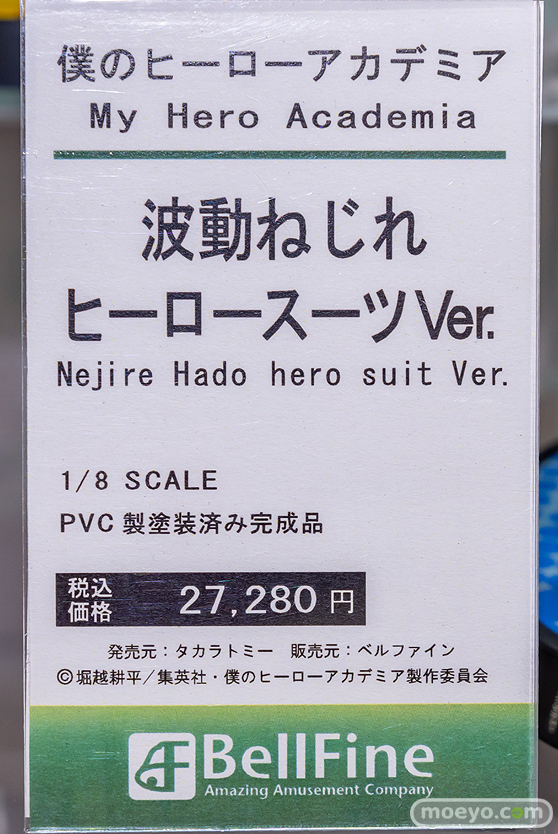 僕のヒーローアカデミア
My Hero Academia
波動ねじれ
ヒーロースーツVer.
Nejire Hado hero suit Ver.
1/8 SCALE
PVC製塗装済み完成品
税込
価格 27,280円
発売元：タカラトミー　販売元：ベルファイン
©堀越耕平／集英社・僕のヒーローアカデミア製作委員会
BellFine
Amazing Amusement Company
moeyo.com